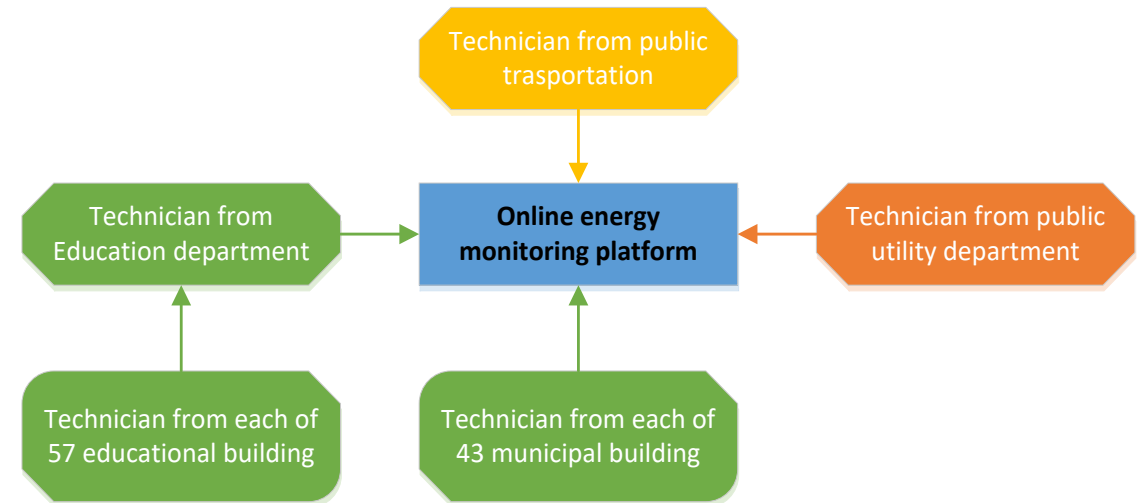 Technician from public
trasportation
Technician from
Education department
Online energy
monitoring platform
Technician from public
utility department
Technician from each of
57 educational building
Technician from each of
43 municipal building